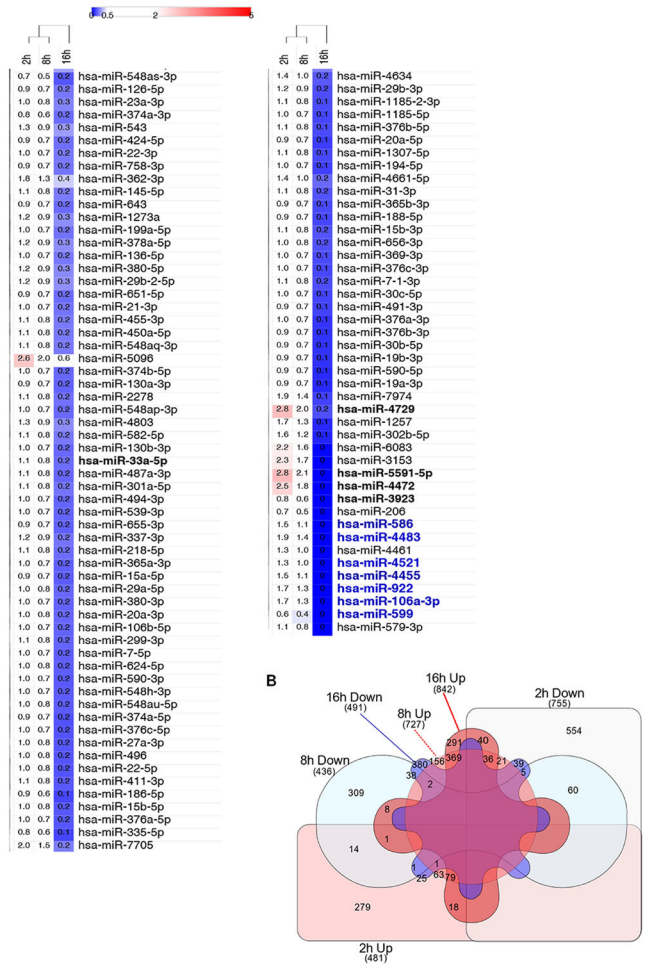 0 0.5 2 5
2h 8h 16h
0.7 0.5 0.2 hsa-miR-548as-3p
0.9 0.7 0.2 hsa-miR-126-5p
1.0 0.8 0.3 hsa-miR-23a-3p
0.8 0.6 0.2 hsa-miR-374a-3p
1.3 0.9 0.3 hsa-miR-543
0.9 0.7 0.2 hsa-miR-424-5p
1.0 0.7 0.2 hsa-miR-22-3p
0.9 0.7 0.2 hsa-miR-758-3p
1.8 1.3 0.4 hsa-miR-362-3p
1.1 0.8 0.2 hsa-miR-145-5p
0.9 0.7 0.2 hsa-miR-643
1.2 0.9 0.3 hsa-miR-1273a
1.0 0.7 0.2 hsa-miR-199a-5p
1.2 0.9 0.3 hsa-miR-378a-5p
1.0 0.7 0.2 hsa-miR-136-5p
1.2 0.9 0.3 hsa-miR-380-5p
1.2 0.9 0.3 hsa-miR-29b-2-5p
0.9 0.7 0.2 hsa-miR-651-5p
1.0 0.7 0.2 hsa-miR-21-3p
1.1 0.8 0.2 hsa-miR-455-3p
1.1 0.8 0.2 hsa-miR-450a-5p
1.1 0.8 0.2 hsa-miR-548aq-3p
2.6 2.0 0.6 hsa-miR-5096
1.0 0.7 0.2 hsa-miR-374b-5p
0.9 0.7 0.2 hsa-miR-130a-3p
1.1 0.8 0.2 hsa-miR-2278
1.0 0.7 0.2 hsa-miR-548ap-3p
1.3 0.9 0.3 hsa-miR-4803
1.1 0.8 0.2 hsa-miR-582-5p
1.0 0.7 0.2 hsa-miR-130b-3p
1.1 0.8 0.2 hsa-miR-33a-5p
1.1 0.8 0.2 hsa-miR-487a-3p
1.1 0.8 0.2 hsa-miR-301a-5p
1.0 0.7 0.2 hsa-miR-494-3p
1.0 0.7 0.2 hsa-miR-539-3p
0.9 0.7 0.2 hsa-miR-655-3p
1.2 0.9 0.2 hsa-miR-337-3p
1.1 0.8 0.2 hsa-miR-218-5p
1.0 0.7 0.2 hsa-miR-365a-3p
0.9 0.7 0.2 hsa-miR-15a-5p
1.0 0.8 0.2 hsa-miR-29a-5p
1.0 0.7 0.2 hsa-miR-380-3p
1.0 0.8 0.2 hsa-miR-20a-3p
1.0 0.7 0.2 hsa-miR-106b-5p
1.1 0.8 0.2 hsa-miR-299-3p
1.0 0.7 0.2 hsa-miR-7-5p
1.0 0.8 0.2 hsa-miR-624-5p
1.0 0.7 0.2 hsa-miR-590-3p
1.0 0.7 0.2 hsa-miR-548h-3p
1.0 0.8 0.2 hsa-miR-548au-5p
0.9 0.7 0.2 hsa-miR-374a-5p
1.0 0.7 0.2 hsa-miR-376c-5p
1.0 0.8 0.2 hsa-miR-27a-3p
1.0 0.8 0.2 hsa-miR-496
1.0 0.8 0.2 hsa-miR-22-5p
1.1 0.8 0.2 hsa-miR-411-3p
0.9 0.6 0.1 hsa-miR-186-5p
1.0 0.8 0.2 hsa-miR-15b-5p
1.0 0.7 0.2 hsa-miR-376a-5p
0.8 0.6 0.1 hsa-miR-335-5p
2.0 1.5 0.2 hsa-miR-7705
2h 8h 16h
1.4 1.0 0.2 hsa-miR-4634
1.2 0.9 0.2 hsa-miR-29b-3p
1.1 0.8 0.1 hsa-miR-1185-2-3p
1.0 0.7 0.1 hsa-miR-1185-5p
1.1 0.8 0.1 hsa-miR-376b-5p
0.9 0.7 0.1 hsa-miR-20a-5p
1.1 0.8 0.1 hsa-miR-1307-5p
1.0 0.7 0.1 hsa-miR-194-5p
1.4 1.0 0.2 hsa-miR-4661-5p
1.1 0.8 0.2 hsa-miR-31-3p
0.9 0.7 0.1 hsa-miR-365b-3p
0.9 0.7 0.1 hsa-miR-188-5p
1.1 0.8 0.2 hsa-miR-15b-3p
1.0 0.8 0.2 hsa-miR-656-3p
1.0 0.7 0.1 hsa-miR-369-3p
1.0 0.7 0.1 hsa-miR-376c-3p
1.1 0.8 0.2 hsa-miR-7-1-3p
1.0 0.7 0.1 hsa-miR-30c-5p
0.9 0.7 0.1 hsa-miR-491-3p
1.0 0.7 0.1 hsa-miR-376a-3p
0.9 0.7 0.1 hsa-miR-376b-3p
0.9 0.7 0.1 hsa-miR-30b-5p
0.9 0.7 0.1 hsa-miR-19b-3p
0.9 0.7 0.1 hsa-miR-590-5p
0.9 0.7 0.1 hsa-miR-19a-3p
1.9 1.4 0.1 hsa-miR-7974
2.8 2.0 0.2 hsa-miR-4729
1.7 1.3 0.1 hsa-miR-1257
1.6 1.2 0.1 hsa-miR-302b-5p
2.2 1.6 0 hsa-miR-6083
2.3 1.7 0 hsa-miR-3153
2.8 2.1 0 hsa-miR-5591-5p
2.5 1.8 0 hsa-miR-4472
0.8 0.6 0 hsa-miR-3923
0.7 0.5 0 hsa-miR-206
1.5 1.1 0 hsa-miR-586
1.9 1.4 0 hsa-miR-4483
1.3 1.0 0 hsa-miR-4461
1.3 1.0 0 hsa-miR-4521
1.5 1.1 0 hsa-miR-4455
1.7 1.3 0 hsa-miR-922
1.7 1.3 0 hsa-miR-106a-3p
0.6 0.4 0 hsa-miR-599
1.1 0.8 0 hsa-miR-579-3p
B
16h Up
(842)
16h Down
(491)
8h Up
(727)
2h Down
(755)
8h Down
(436)
291 40
554
380 156 369 36 21 39
38 2 5
309
60
8
1
14
1 1
25 63 79
279
18
2h Up
(481)